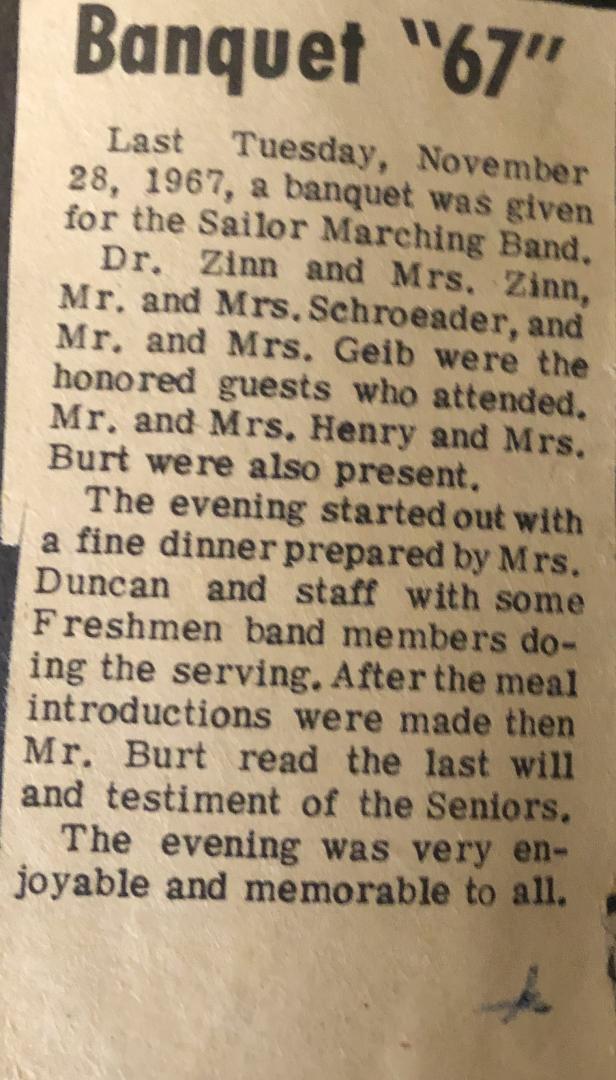 Banquet "67"
Last Tuesday, November
28, 1967, a banquet was given
for the Sailor Marching Band.
Dr. Zinn and Mrs. Zinn,
Mr. and Mrs. Schroeader, and
Mr. and Mrs. Geib were the
honored guests who attended.
Mr. and Mrs. Henry and Mrs.
Burt were also present.
The evening started out with
a fine dinner prepared by Mrs.
Duncan and staff with some
Freshmen band members do-
ing the serving. After the meal
introductions were made then
Mr. Burt read the last will
and testiment of the Seniors.
The evening was very en-
joyable and memorable to all.